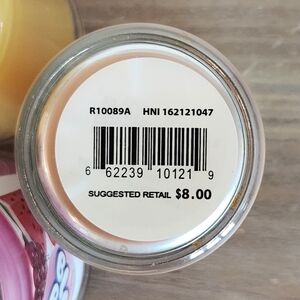 R10089A HNI 162121047
6 62239 10121 9
SUGGESTED RETAIL $8.00